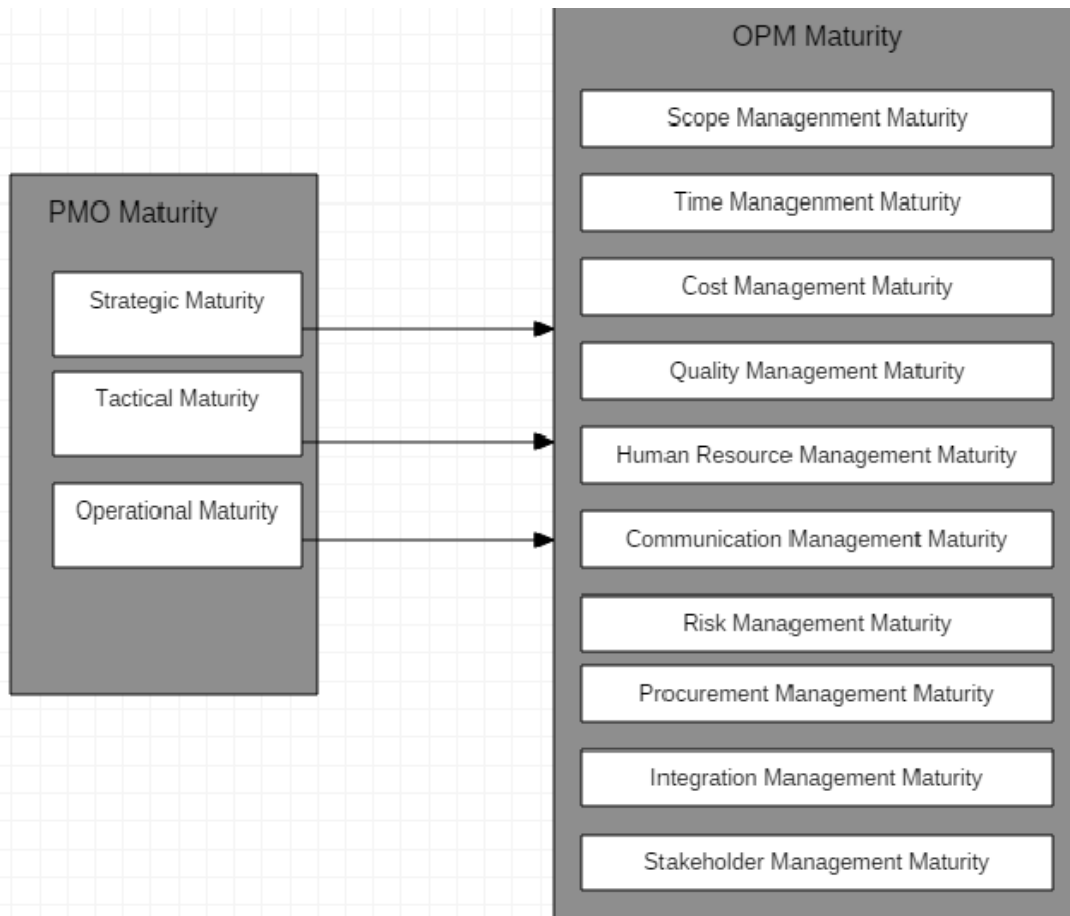 PMO Maturity
Strategic Maturity
Tactical Maturity
Operational Maturity
OPM Maturity
Scope Managenment Maturity
Time Managenment Maturity
Cost Management Maturity
Quality Management Maturity
Human Resource Management Maturity
Communication Management Maturity
Risk Management Maturity
Procurement Management Maturity
Integration Management Maturity
Stakeholder Management Maturity